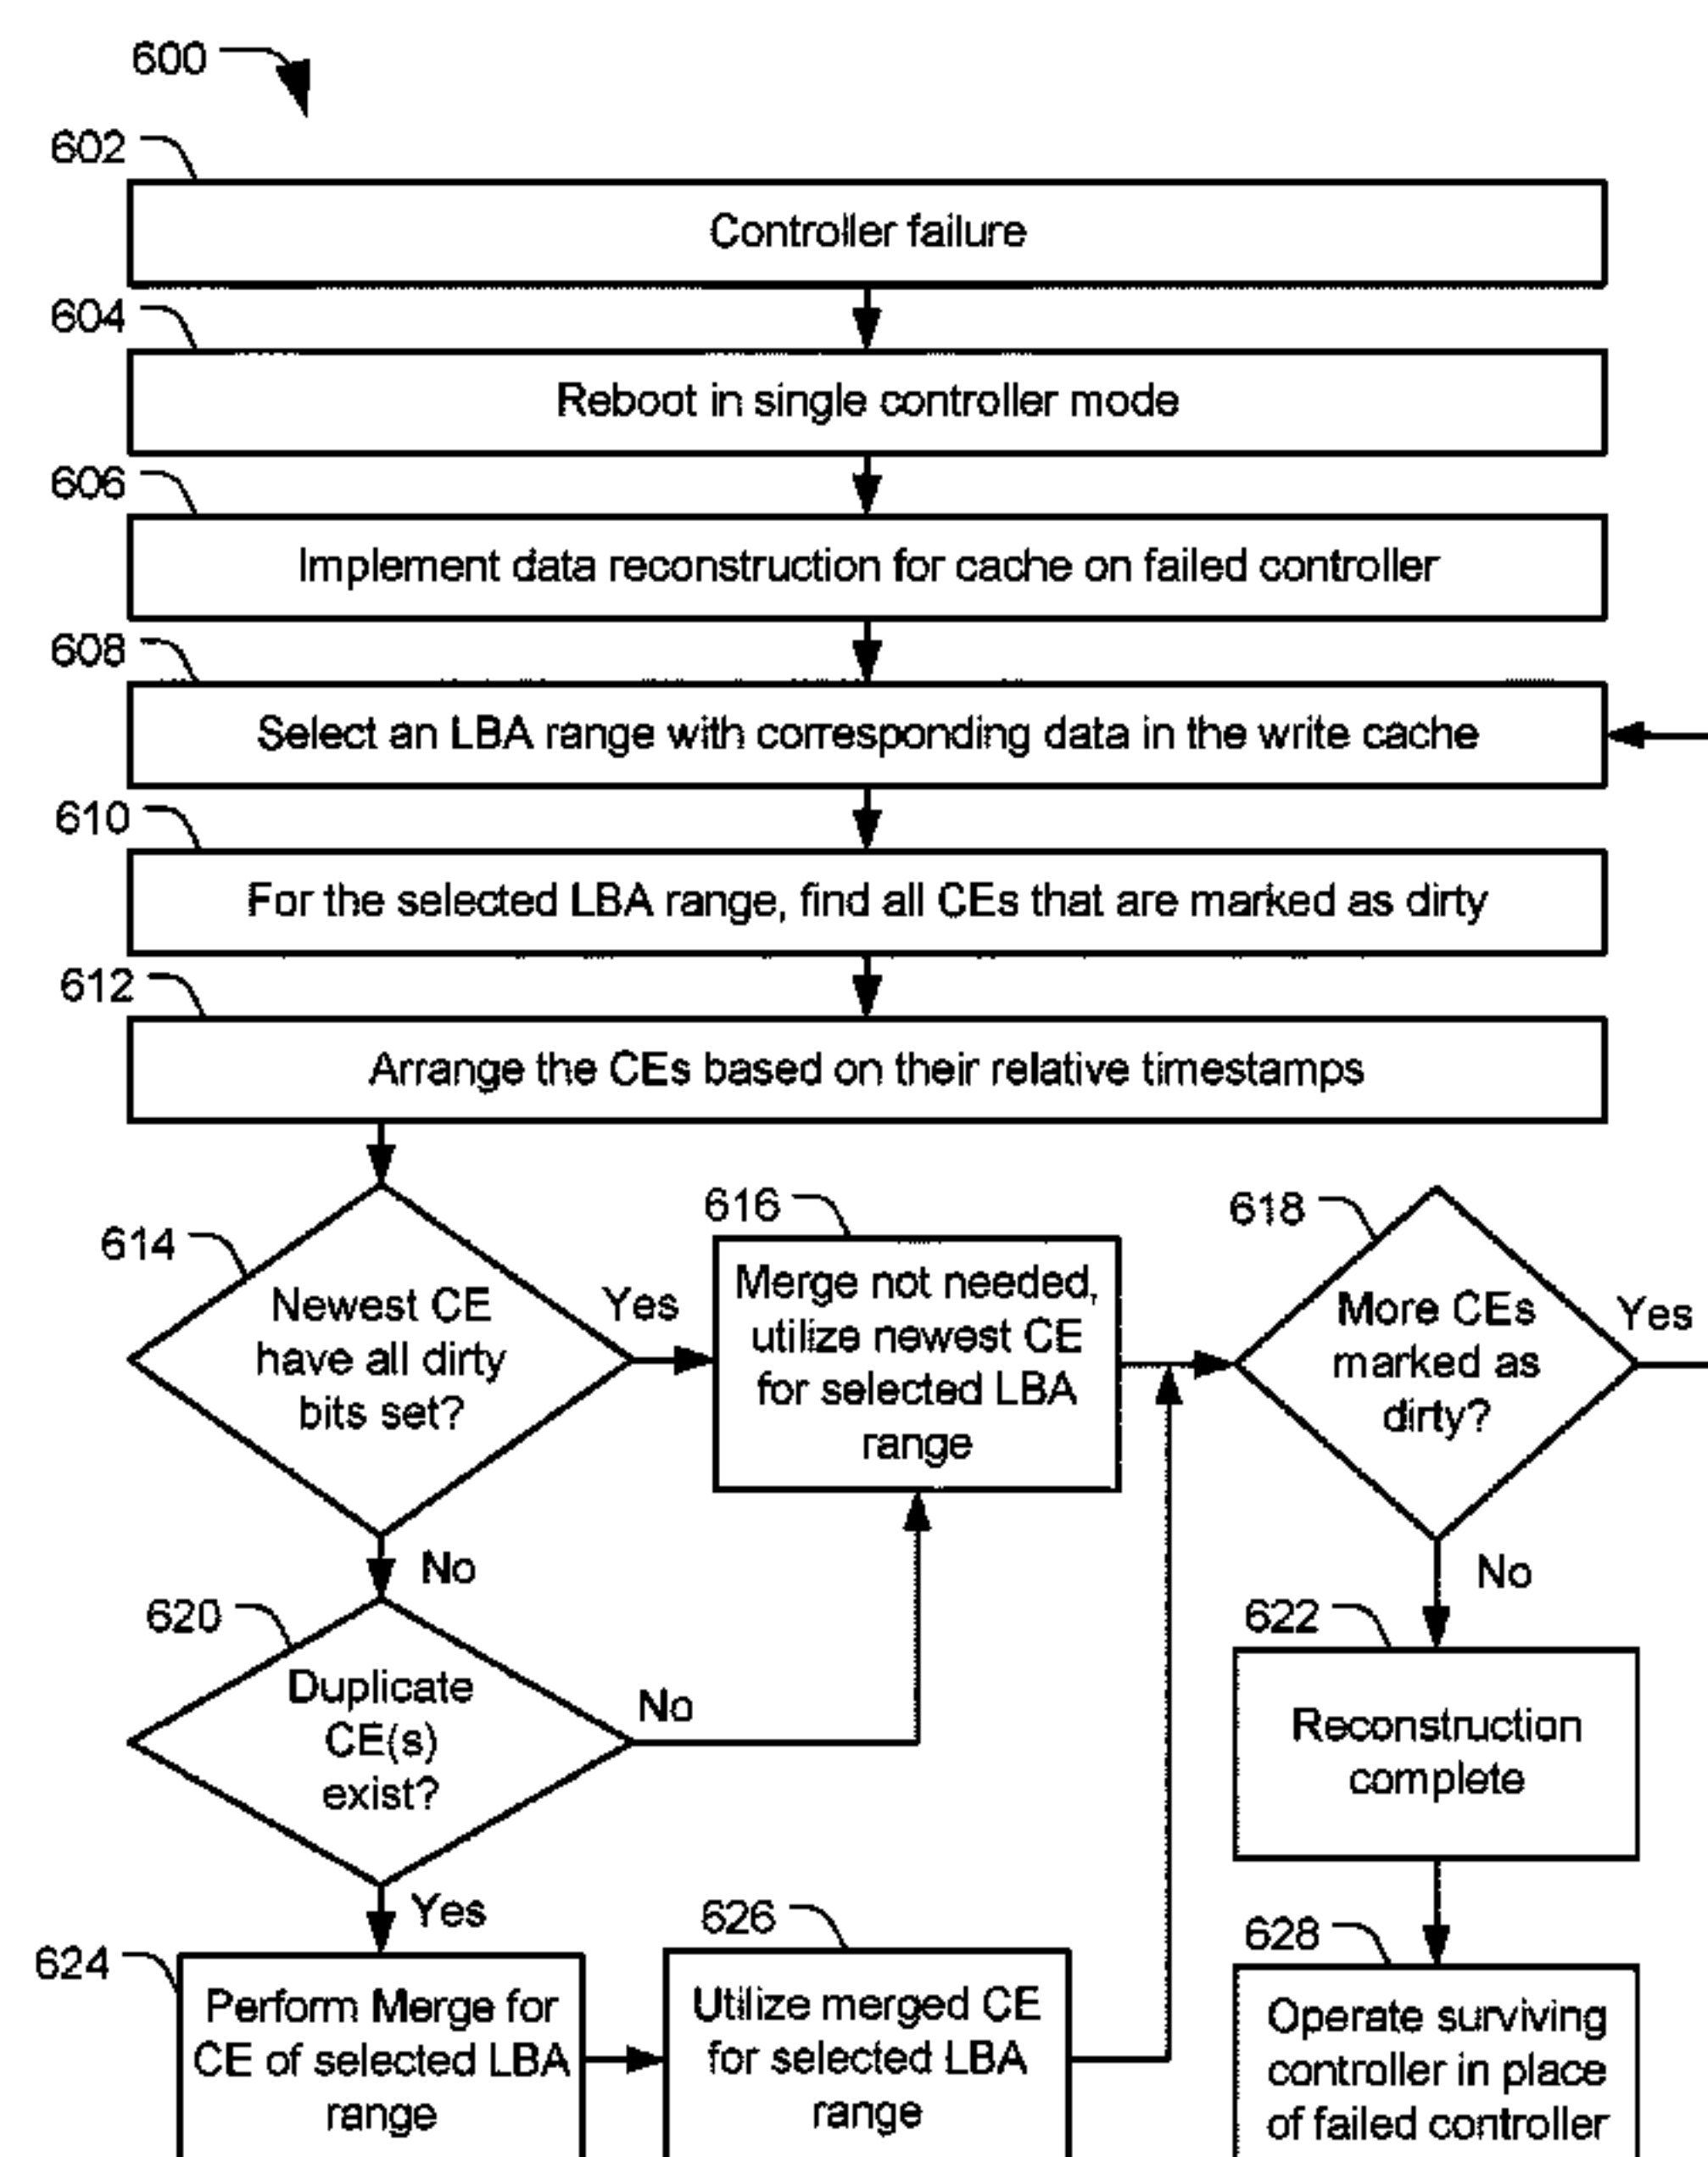 600
602
Controller failure
604
Reboot in single controller mode
606
Implement data reconstruction for cache on failed controller
608
Select an LBA range with corresponding data in the write cache
610
For the selected LBA range, find all CEs that are marked as dirty
612
Arrange the CEs based on their relative timestamps
614
Newest CE
have all dirty
bits set?
Yes
No
616
Merge not needed,
utilize newest CE
for selected LBA
range
618
More CEs
marked as
dirty?
Yes
No
620
Duplicate
CE(s)
exist?
No
Yes
622
Reconstruction
complete
624
Perform Merge for
CE of selected LBA
range
626
Utilize merged CE
for selected LBA
range
628
Operate surviving
controller in place
of failed controller